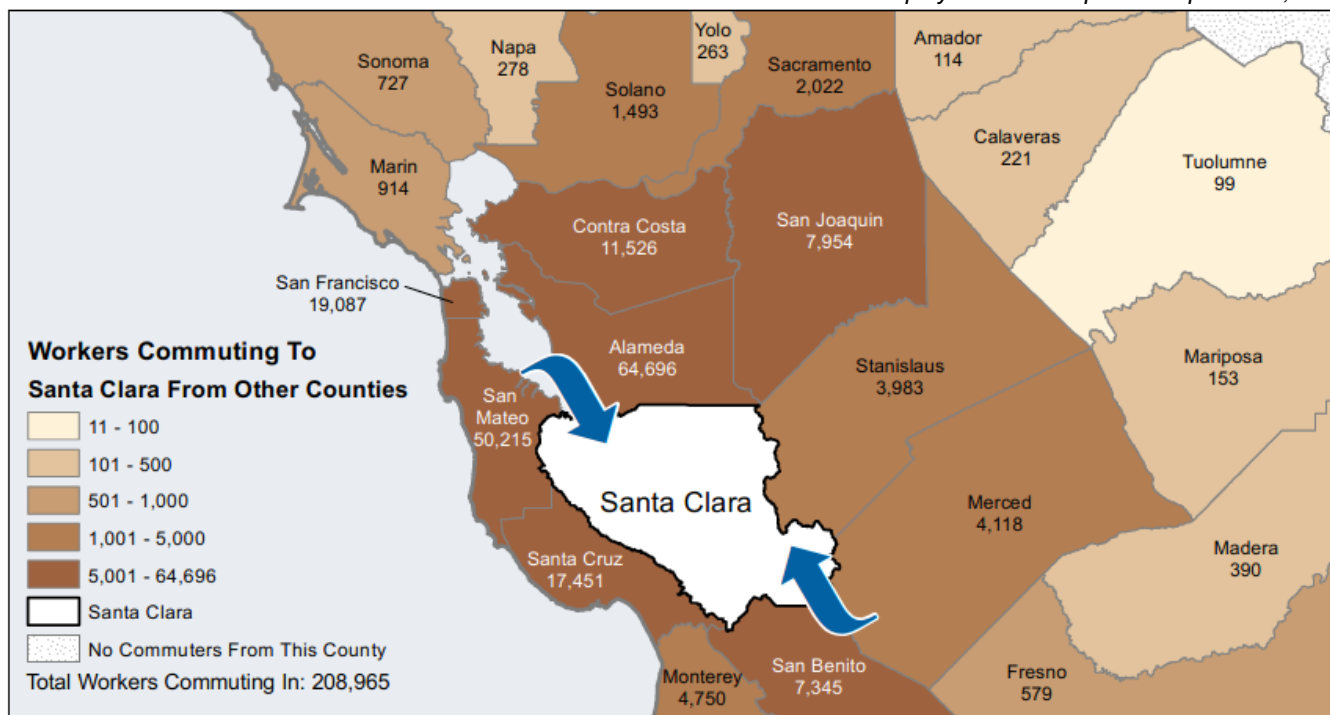 Sonoma
727
Napa
278
Yolo
263
Solano
1,493
Sacramento
2,022
Amador
114
Calaveras
221
Tuolumne
99
Marin
914
Contra Costa
11,526
San Joaquin
7,954
San Francisco
19,087
Alameda
64,696
Stanislaus
3,983
Mariposa
153
San
Mateo
50,215
Santa Clara
Merced
4,118
Madera
390
Santa Cruz
17,451
Monterey
4,750
San Benito
7,345
Fresno
579
Workers Commuting To
Santa Clara From Other Counties
11 - 100
101 - 500
501 - 1,000
1,001 - 5,000
5,001 - 64,696
Santa Clara
No Commuters From This County
Total Workers Commuting In: 208,965